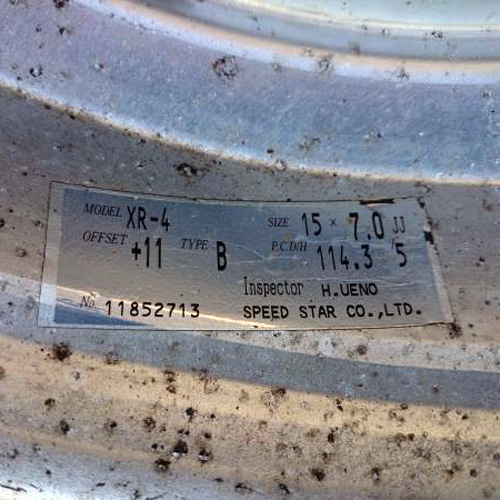 MODEL XR-4 SIZE 15 × 7.0 JJ
OFFSET +11 TYPE B P.C.D/H 114.3 /5
Inspector H.UENO
No. 11852713 SPEED STAR CO.,LTD.